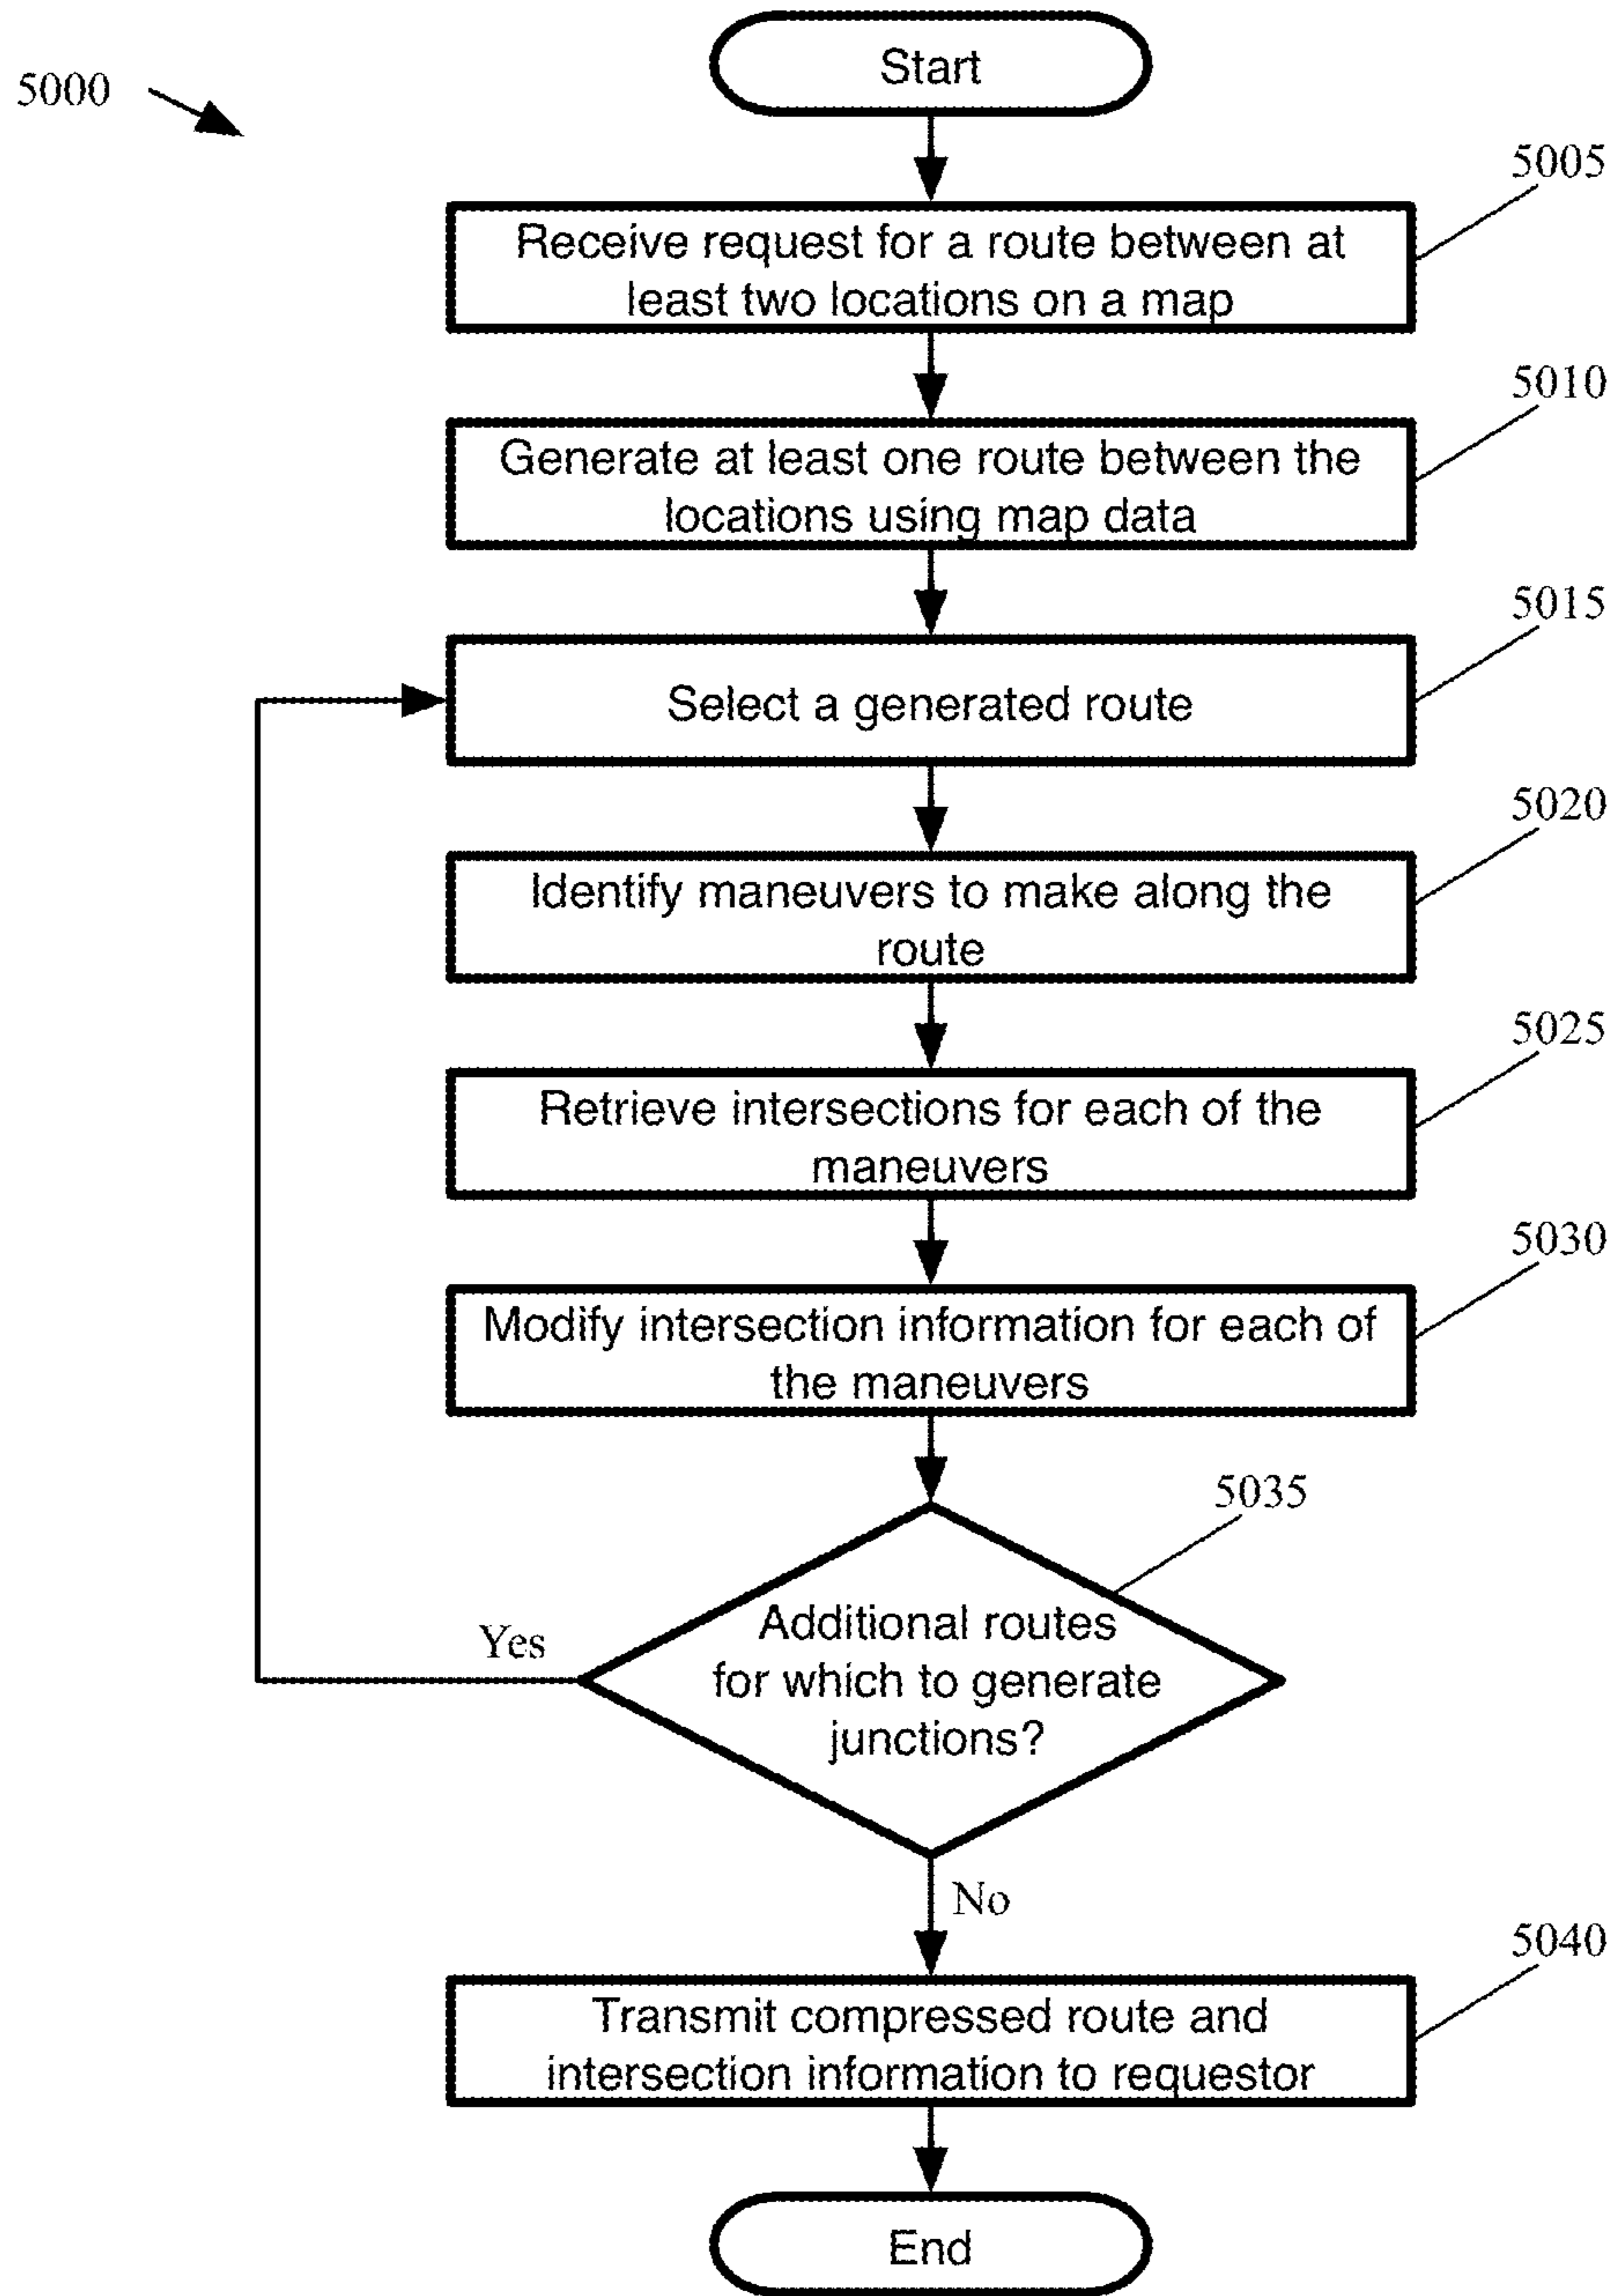 Start
5000
5005
Receive request for a route between at
least two locations on a map
5010
Generate at least one route between the
locations using map data
5015
Select a generated route
5020
Identify maneuvers to make along the
route
5025
Retrieve intersections for each of the
maneuvers
5030
Modify intersection information for each of
the maneuvers
5035
Additional routes
for which to generate
junctions?
Yes
No
5040
Transmit compressed route and
intersection information to requestor
End